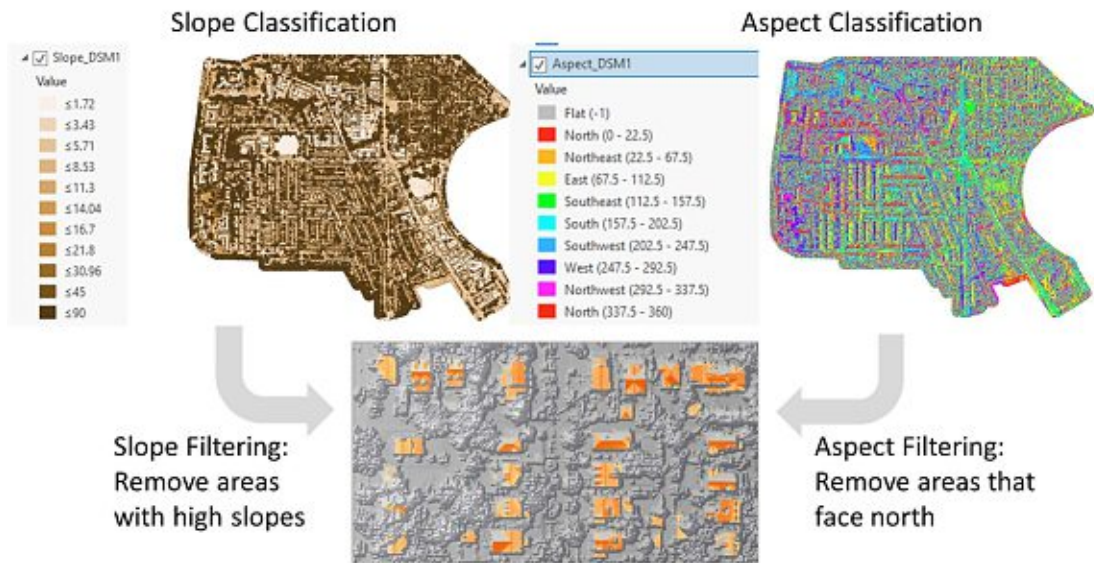 Slope Classification
Aspect Classification
Slope_DSM1
Value
≤1.72
≤3.43
≤5.71
≤8.53
≤11.3
≤14.04
≤16.7
≤21.8
≤30.96
≤45
≤90
Aspect_DSM1
Value
Flat (-1)
North (0 - 22.5)
Northeast (22.5 - 67.5)
East (67.5 - 112.5)
Southeast (112.5 - 157.5)
South (157.5 - 202.5)
Southwest (202.5 - 247.5)
West (247.5 - 292.5)
Northwest (292.5 - 337.5)
North (337.5 - 360)
Slope Filtering:
Remove areas
with high slopes
Aspect Filtering:
Remove areas that
face north